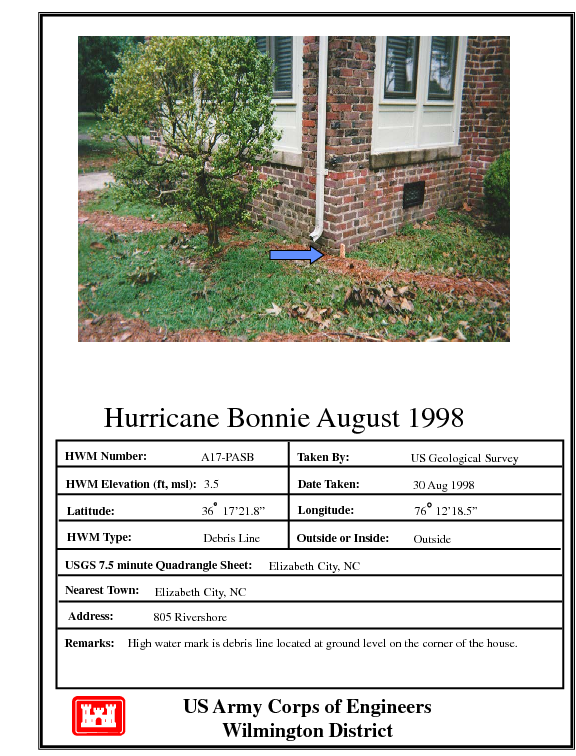 Hurricane Bonnie August 1998
HWM Number: A17-PASB Taken By: US Geological Survey
HWM Elevation (ft, msl): 3.5 Date Taken: 30 Aug 1998
Latitude: 36° 17’21.8” Longitude: 76° 12’18.5”
HWM Type: Debris Line Outside or Inside: Outside
USGS 7.5 minute Quadrangle Sheet: Elizabeth City, NC
Nearest Town: Elizabeth City, NC
Address: 805 Rivershore
Remarks: High water mark is debris line located at ground level on the corner of the house.
US Army Corps of Engineers
Wilmington District